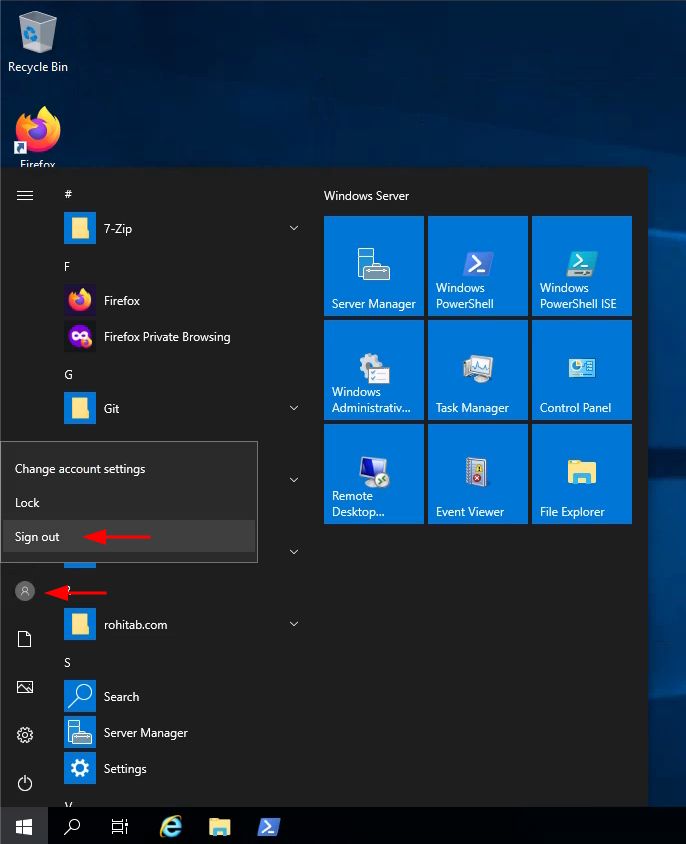 Recycle Bin
Firefox
#
7-Zip
F
Firefox
Firefox Private Browsing
G
Git
Change account settings
Lock
Sign out
rohitab.com
S
Search
Server Manager
Settings
V
Windows Server
Server Manager
Windows
PowerShell
Windows
PowerShell ISE
Windows
Administrativ...
Task Manager
Control Panel
Remote
Desktop...
Event Viewer
File Explorer